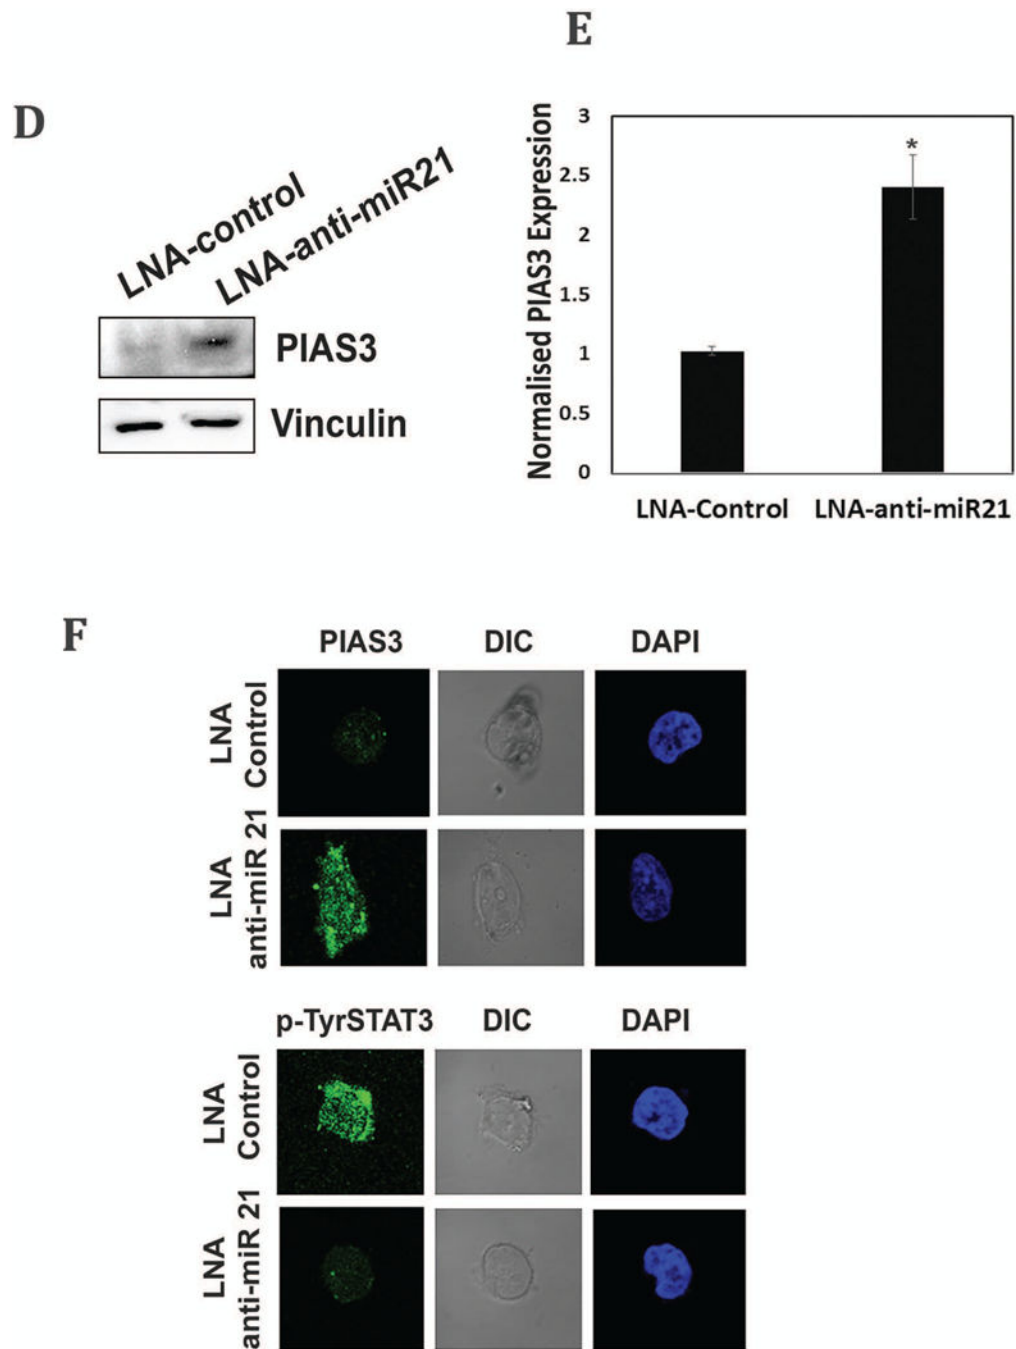 D
LNA-control
LNA-anti-miR21
PIAS3
Vinculin
E
Normalised PIAS3 Expression
3
2.5
2
1.5
1
0.5
0
*
LNA-Control
LNA-anti-miR21
F
PIAS3
DIC
DAPI
LNA
Control
LNA
anti-miR 21
p-TyrSTAT3
DIC
DAPI
LNA
Control
LNA
anti-miR 21